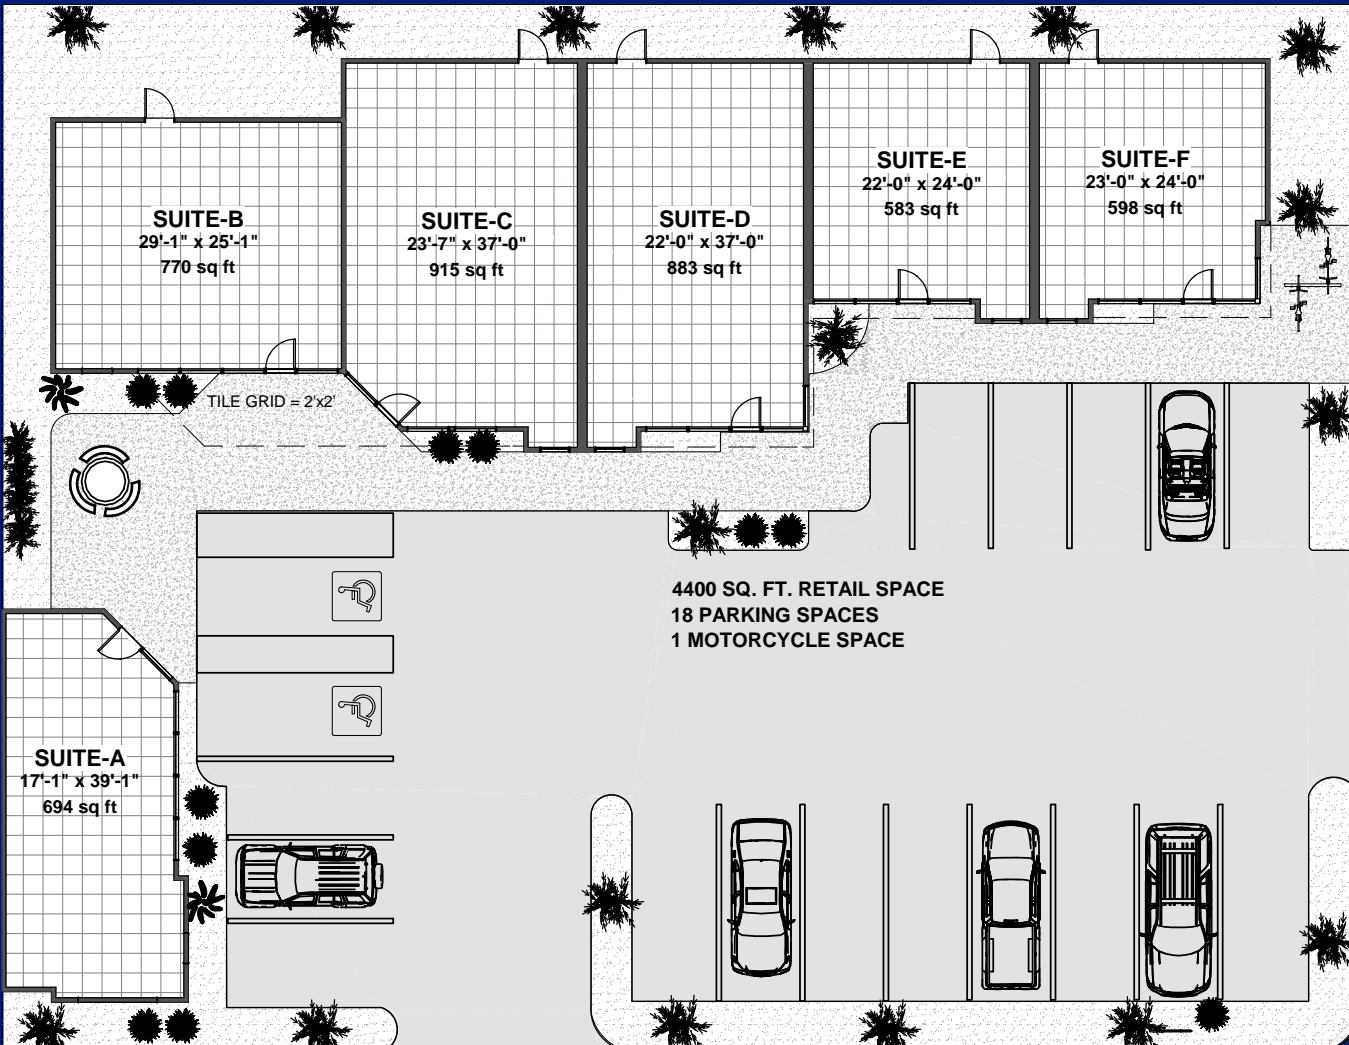 SUITE-E
22'-0" x 24'-0"
583 sq ft
SUITE-F
23'-0" x 24'-0"
598 sq ft
SUITE-B
29'-1" x 25'-1"
770 sq ft
SUITE-C
23'-7" x 37'-0"
915 sq ft
SUITE-D
22'-0" x 37'-0"
883 sq ft
TILE GRID = 2'x2'
4400 SQ. FT. RETAIL SPACE
18 PARKING SPACES
1 MOTORCYCLE SPACE
SUITE-A
17'-1" x 39'-1"
694 sq ft